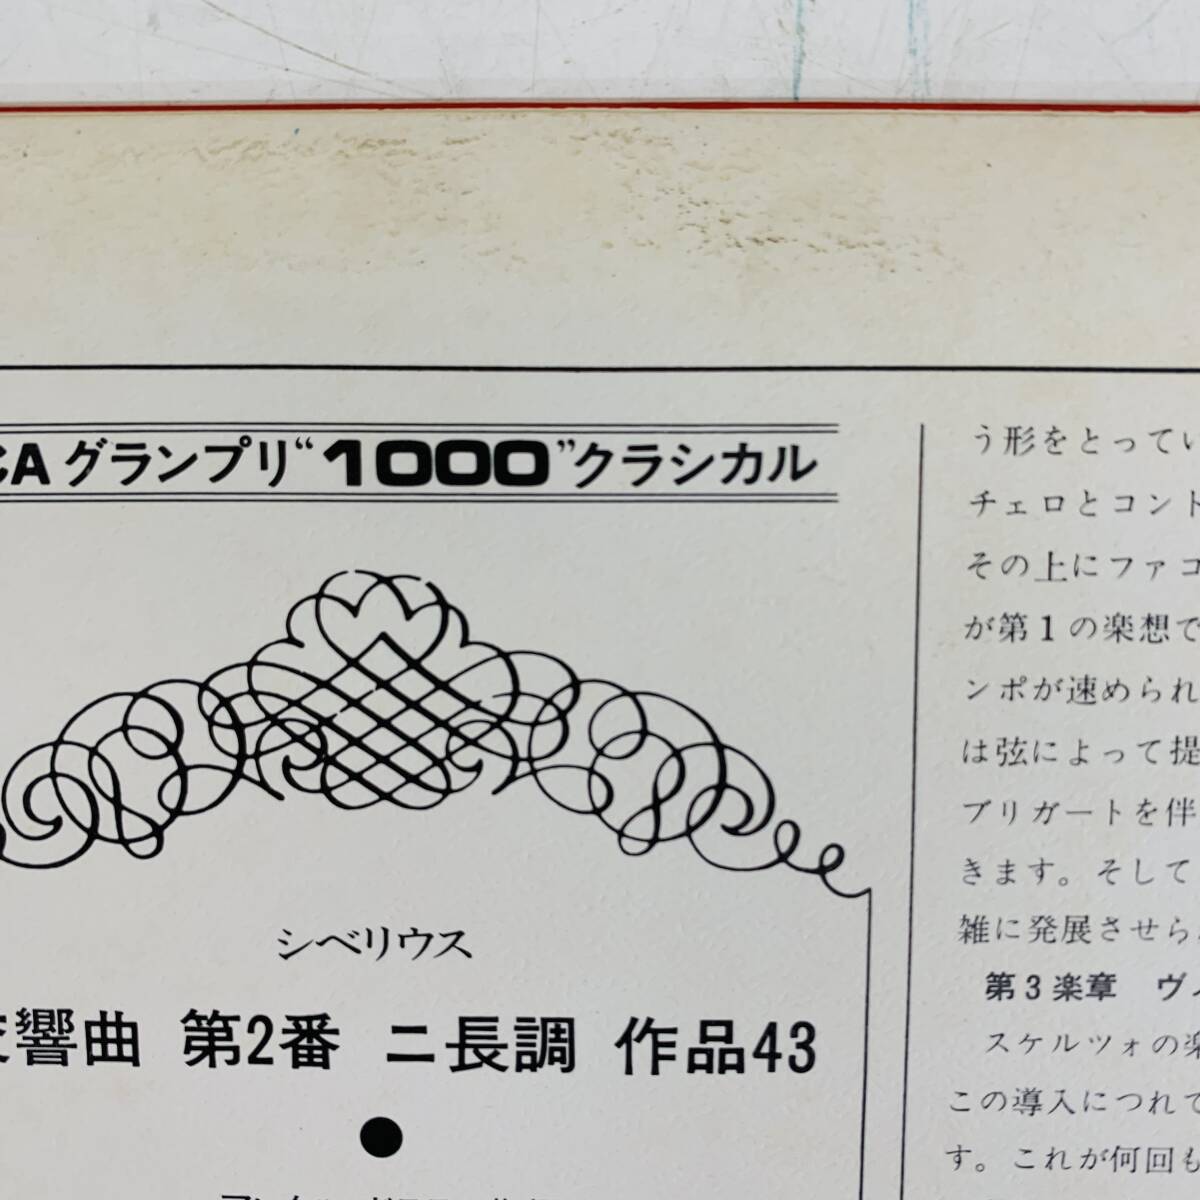 CAグランプリ“1000”クラシカル
シベリウス
交響曲 第2番 ニ長調 作品43
●
う形をとってい
チェロとコント
その上にファゴ
が第1の楽想で
ンポが速められ
は弦によって提
ブリガートを伴
きます。そして
雑に発展させら
第3楽章 ヴ
スケルツォの楽
この導入につれて
す。これが何回も